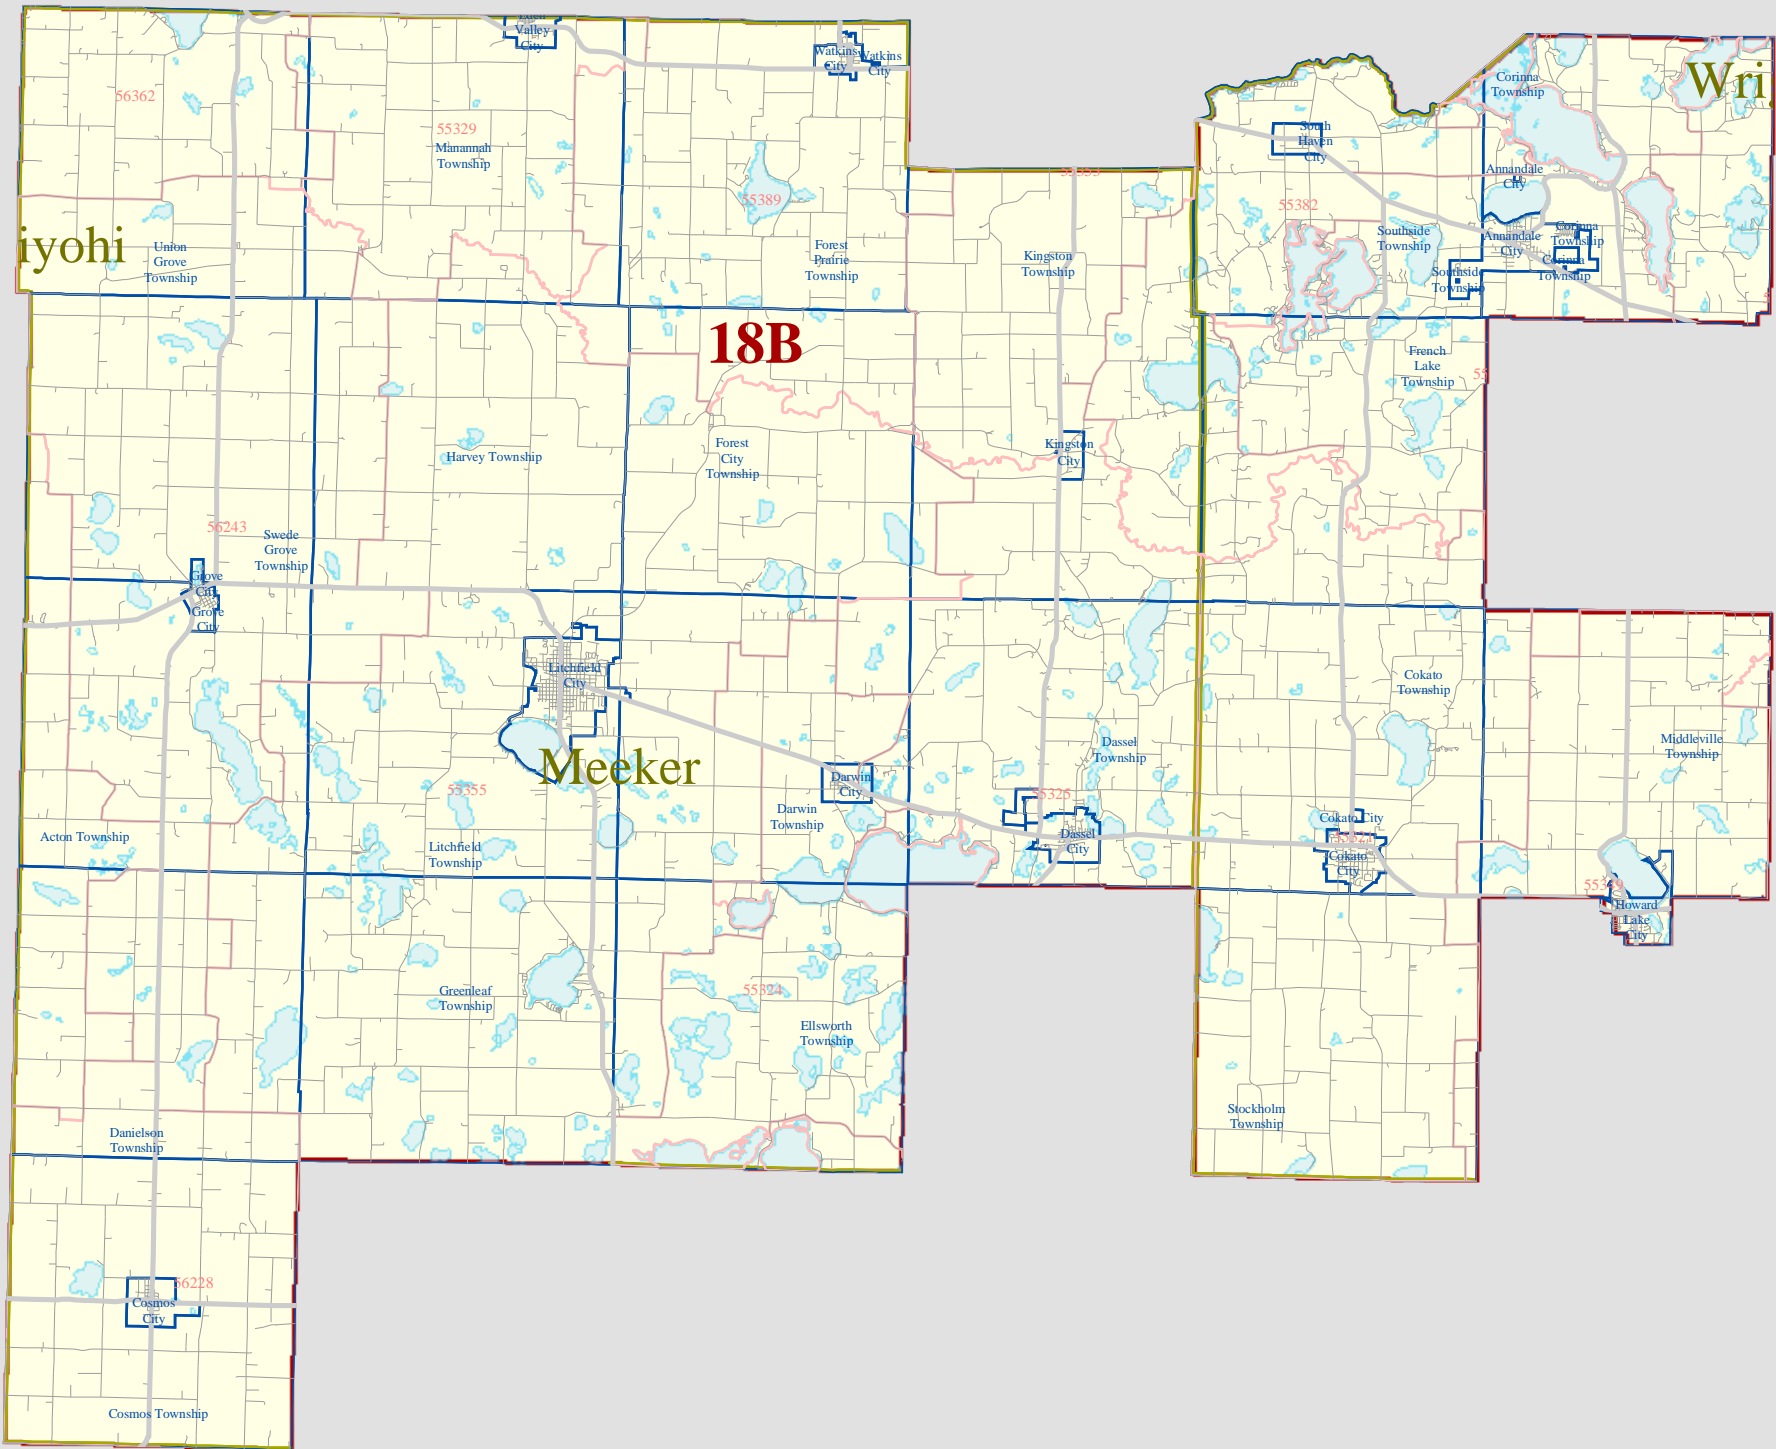 Eden
Valley
City
Watkins
City
Watkins
City
56362
55329
Manannah
Township
55389
iyohi
Union
Grove
Township
Forest
Prairie
Township
Kingston
Township
Corinna
Township
Wri
South
Haven
City
Annandale
City
55382
Southside
Township
Annandale
City
Corinna
Township
Corinna
Township
Southside
Township
18B
French
Lake
Township
55
Harvey Township
Forest
City
Township
Kingston
City
56243
Swede
Grove
Township
Grove
City
Grove
City
Litchfield
City
Cokato
Township
Meeker
Dassel
Township
Middleville
Township
55355
Darwin
City
55325
Darwin
Township
Acton Township
Litchfield
Township
Dassel
City
Cokato City
55321
Cokato
City
Howard
Lake
City
Greenleaf
Township
55324
Ellsworth
Township
Danielson
Township
Stockholm
Township
56228
Cosmos
City
Cosmos Township